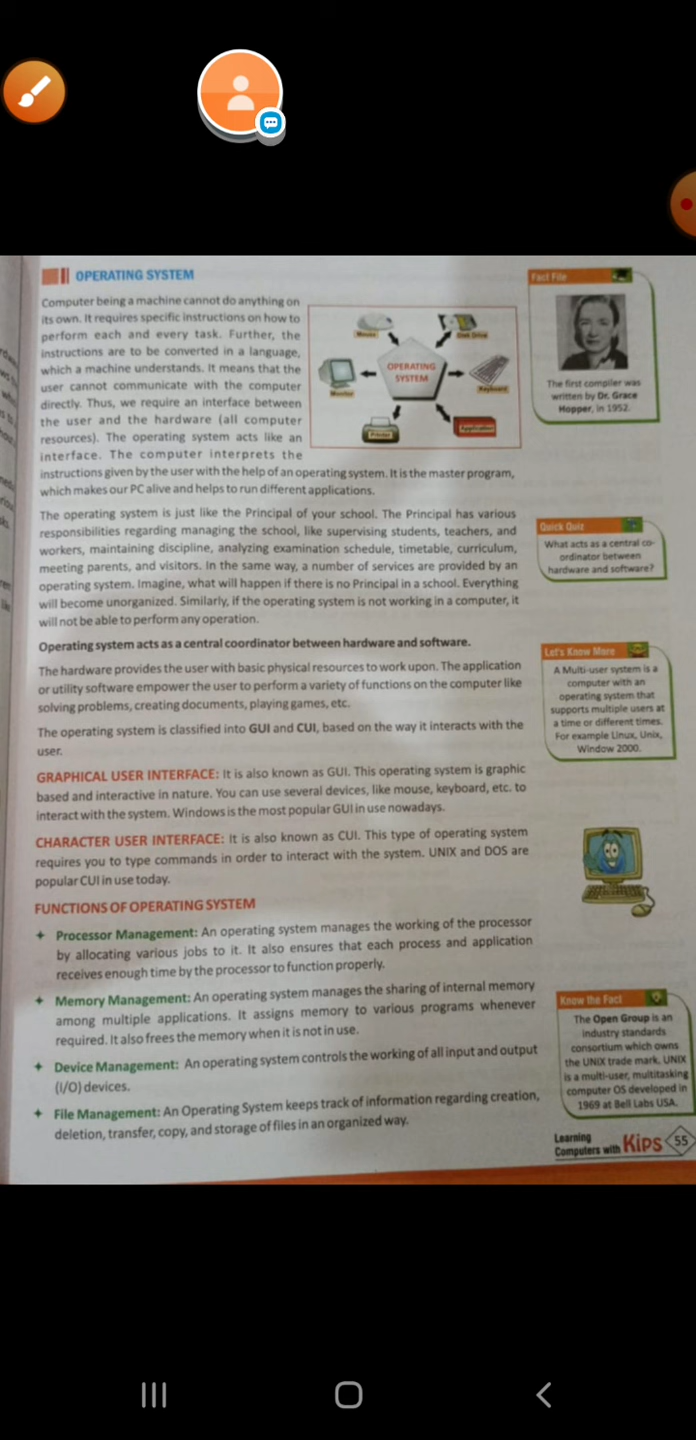 OPERATING SYSTEM
Computer being a machine cannot do anything on
its own. It requires specific instructions on how to
perform each and every task. Further, the
instructions are to be converted in a language,
which a machine understands. It means that the
user cannot communicate with the computer
directly. Thus, we require an interface between
the user and the hardware (all computer
resources). The operating system acts like an
interface. The computer interprets the
instructions given by the user with the help of an operating system. It is the master program,
which makes our PC alive and helps to run different applications.
Mouse
Disk Drive
Monitor
OPERATING
SYSTEM
Keyboard
Printer
Application
The operating system is just like the Principal of your school. The Principal has various
responsibilities regarding managing the school, like supervising students, teachers, and
workers, maintaining discipline, analyzing examination schedule, timetable, curriculum,
meeting parents, and visitors. In the same way, a number of services are provided by an
operating system. Imagine, what will happen if there is no Principal in a school. Everything
will become unorganized. Similarly, if the operating system is not working in a computer, it
will not be able to perform any operation.
Operating system acts as a central coordinator between hardware and software.
The hardware provides the user with basic physical resources to work upon. The application
or utility software empower the user to perform a variety of functions on the computer like
solving problems, creating documents, playing games, etc.
The operating system is classified into GUI and CUI, based on the way it interacts with the
user.
GRAPHICAL USER INTERFACE: It is also known as GUI. This operating system is graphic
based and interactive in nature. You can use several devices, like mouse, keyboard, etc. to
interact with the system. Windows is the most popular GUI in use nowadays.
CHARACTER USER INTERFACE: It is also known as CUI. This type of operating system
requires you to type commands in order to interact with the system. UNIX and DOS are
popular CUI in use today.
FUNCTIONS OF OPERATING SYSTEM
Processor Management: An operating system manages the working of the processor
by allocating various jobs to it. It also ensures that each process and application
receives enough time by the processor to function properly.
Memory Management: An operating system manages the sharing of internal memory
among multiple applications. It assigns memory to various programs whenever
required. It also frees the memory when it is not in use.
Device Management: An operating system controls the working of all input and output
(I/O) devices.
File Management: An Operating System keeps track of information regarding creation,
deletion, transfer, copy, and storage of files in an organized way.
Fact File
The first compiler was
written by Dr. Grace
Hopper, in 1952.
Quick Quiz
What acts as a central co-
ordinator between
hardware and software?
Let's Know More
A Multi-user system is a
computer with an
operating system that
supports multiple users at
a time or different times.
For example Linux, Unix,
Window 2000.
Know the Fact
The Open Group is an
industry standards
consortium which owns
the UNIX trade mark. UNIX
is a multi-user, multitasking
computer OS developed in
1969 at Bell Labs USA.
Learning
Computers with Kips 55